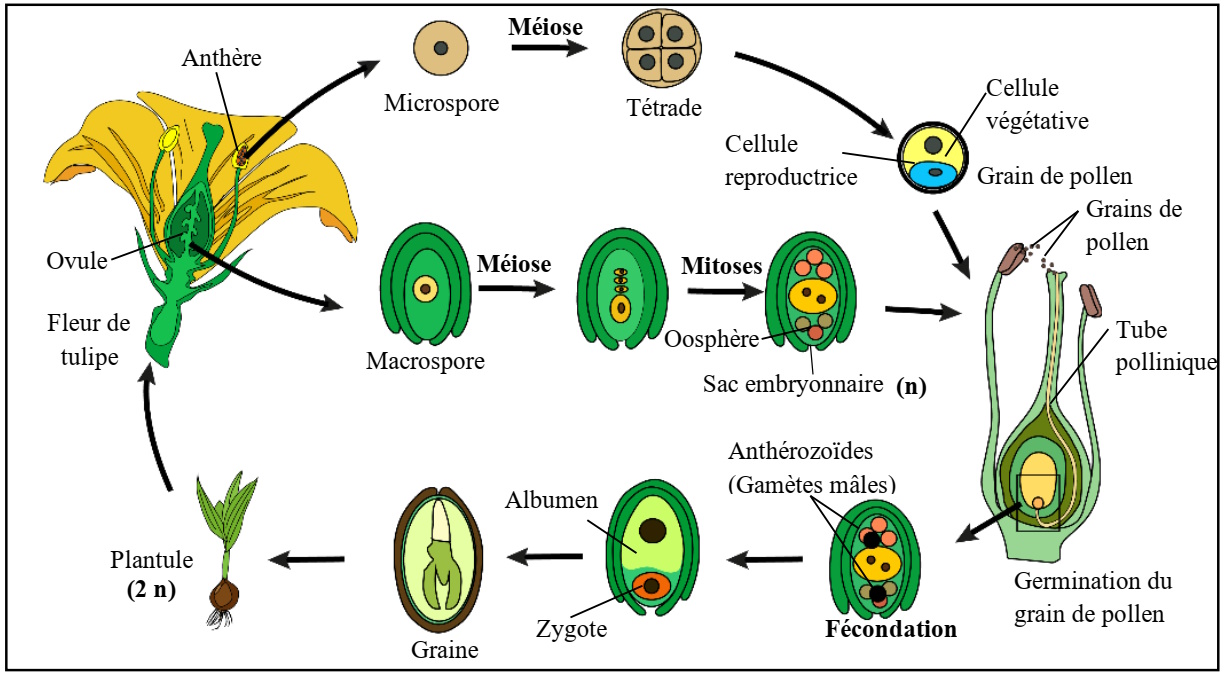 Méiose
Anthère
Microspore
Tétrade
Cellule
végétative
Cellule
reproductrice
Grain de pollen
Grains de
pollen
Ovule
Méiose
Mitoses
Fleur de
tulipe
Macrospore
Oosphère
Sac embryonnaire (n)
Tube
pollinique
Anthérozoïdes
(Gamètes mâles)
Albumen
Plantule
(2 n)
Graine
Zygote
Fécondation
Germination du
grain de pollen